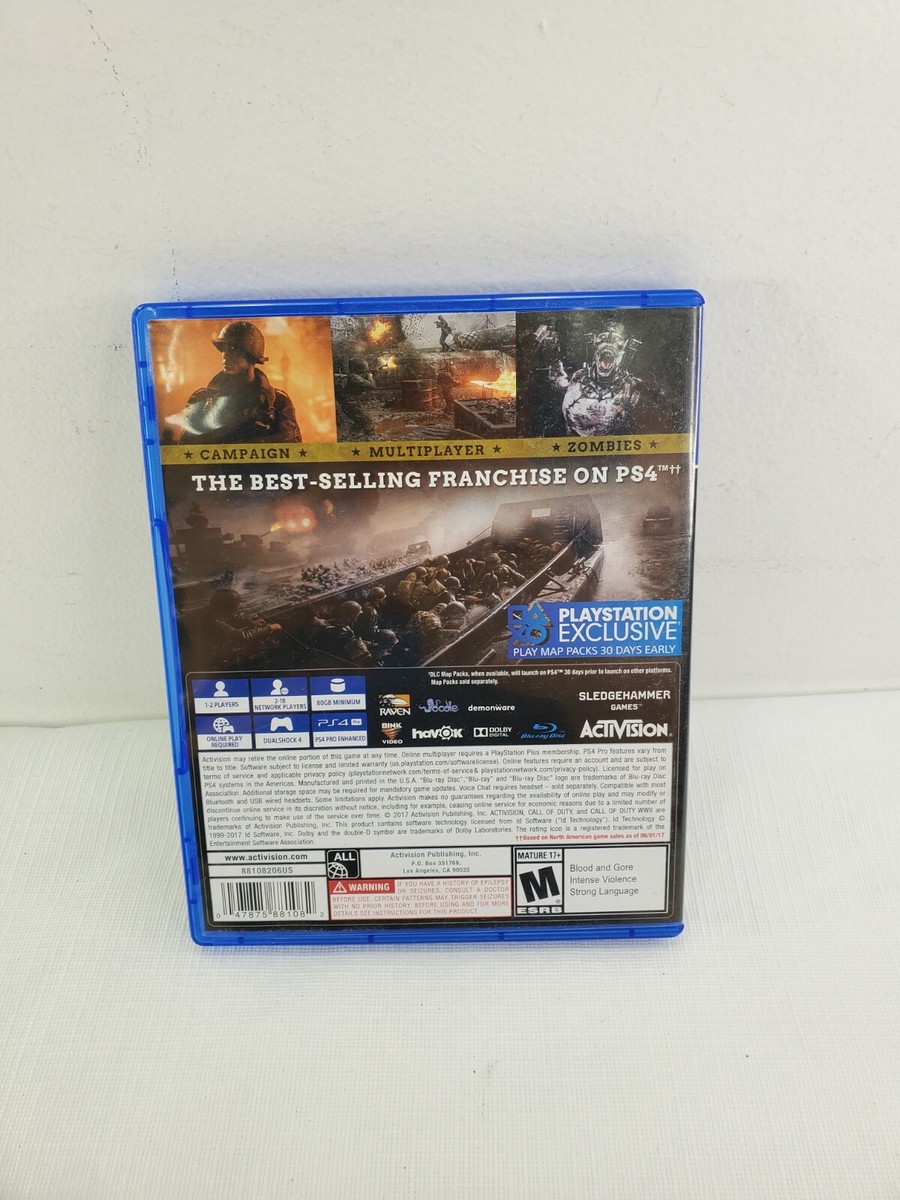 ★ CAMPAIGN ★ ★ MULTIPLAYER ★ ★ ZOMBIES ★
THE BEST-SELLING FRANCHISE ON PS4™††
PLAYSTATION
EXCLUSIVE
PLAY MAP PACKS 30 DAYS EARLY
*DLC Map Packs, when available, will launch on PS4™ 30 days prior to launch on other platforms.
Map Packs sold separately.
1-2 PLAYERS
2-18
NETWORK PLAYERS
80GB MINIMUM
ONLINE PLAY
REQUIRED
DUALSHOCK 4
PS4 Pro
PS4 PRO ENHANCED
RAVEN
oodle
demonware
SLEDGEHAMMER
GAMES™
BINK
VIDEO
havok
DOLBY
DIGITAL
Blu-ray Disc
ACTIVISION
Activision may retire the online portion of this game at any time. Online multiplayer requires a PlayStation Plus membership. PS4 Pro features vary from
title to title. Software subject to license and limited warranty (us.playstation.com/softwarelicense). Online features require an account and are subject to
terms of service and applicable privacy policy (playstationnetwork.com/terms-of-service & playstationnetwork.com/privacy-policy). Licensed for play on
PS4 systems in the Americas. Manufactured and printed in the U.S.A. "Blu-ray Disc", "Blu-ray" and "Blu-ray Disc" logo are trademarks of Blu-ray Disc
Association. Additional storage space may be required for mandatory game updates. Voice Chat requires headset – sold separately. Compatible with most
Bluetooth and USB wired headsets. Some limitations apply. Activision makes no guarantees regarding the availability of online play and may modify or
discontinue online service in its discretion without notice, including for example, ceasing online service for economic reasons due to a limited number of
players continuing to make use of the service over time. © 2017 Activision Publishing, Inc. ACTIVISION, CALL OF DUTY, and CALL OF DUTY WWII are
trademarks of Activision Publishing, Inc. This product contains software technology licensed from Id Software ("Id Technology"). Id Technology ©
1999-2017 Id Software, Inc. Dolby and the double-D symbol are trademarks of Dolby Laboratories. The rating Icon is a registered trademark of the
Entertainment Software Association.
††Based on North American game sales as of 06/01/17
www.activision.com
88108206US
0 47875 88108 2
ALL
Activision Publishing, Inc.
P.O. Box 351768,
Los Angeles, CA 90035
WARNING IF YOU HAVE A HISTORY OF EPILEPSY
OR SEIZURES, CONSULT A DOCTOR
BEFORE USE. CERTAIN PATTERNS MAY TRIGGER SEIZURES
WITH NO PRIOR HISTORY. BEFORE USING AND FOR MORE
DETAILS SEE INSTRUCTIONS FOR THIS PRODUCT.
MATURE 17+
M
ESRB
Blood and Gore
Intense Violence
Strong Language